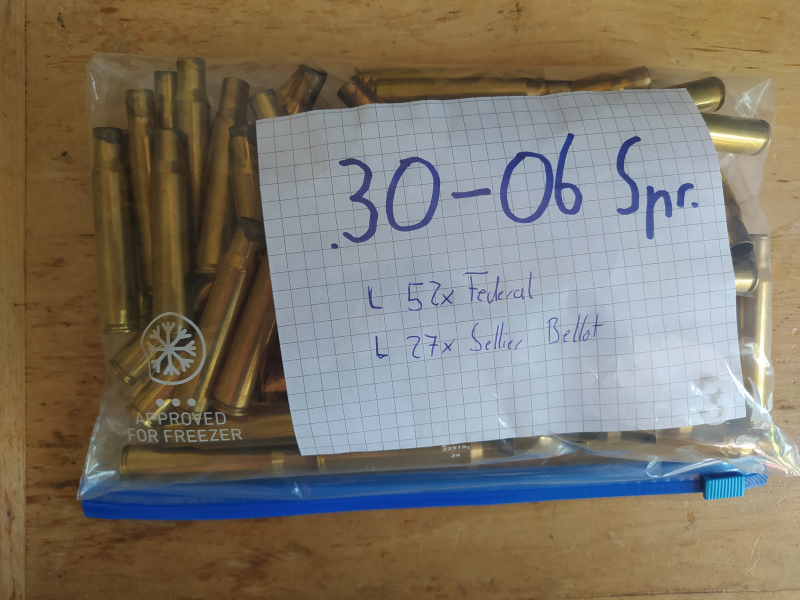 .30-06 Spr.
↳ 52x Federal
↳ 27x Sellier Bellot
APPROVED
FOR FREEZER